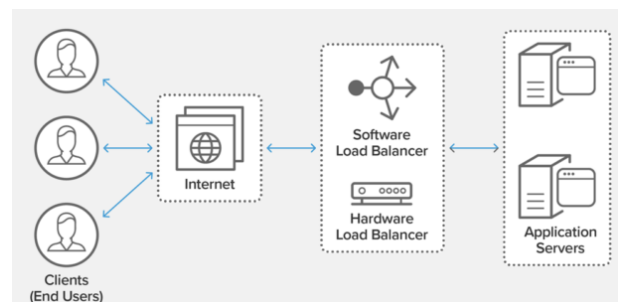 Internet
Software
Load Balancer
Hardware
Load Balancer
Application
Servers
Clients
(End Users)